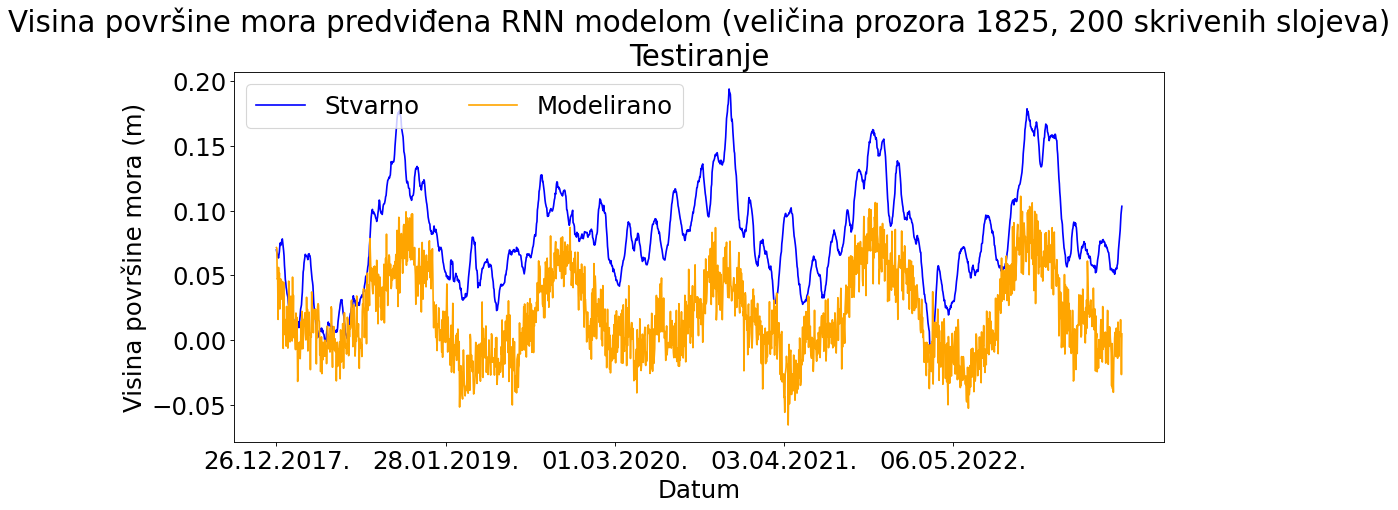 Visina površine mora predviđena RNN modelom (veličina prozora 1825, 200 skrivenih slojeva)
Testiranje
Stvarno Modelirano
Visina površine mora (m)
0.20
0.15
0.10
0.05
0.00
−0.05
26.12.2017. 28.01.2019. 01.03.2020. 03.04.2021. 06.05.2022.
Datum